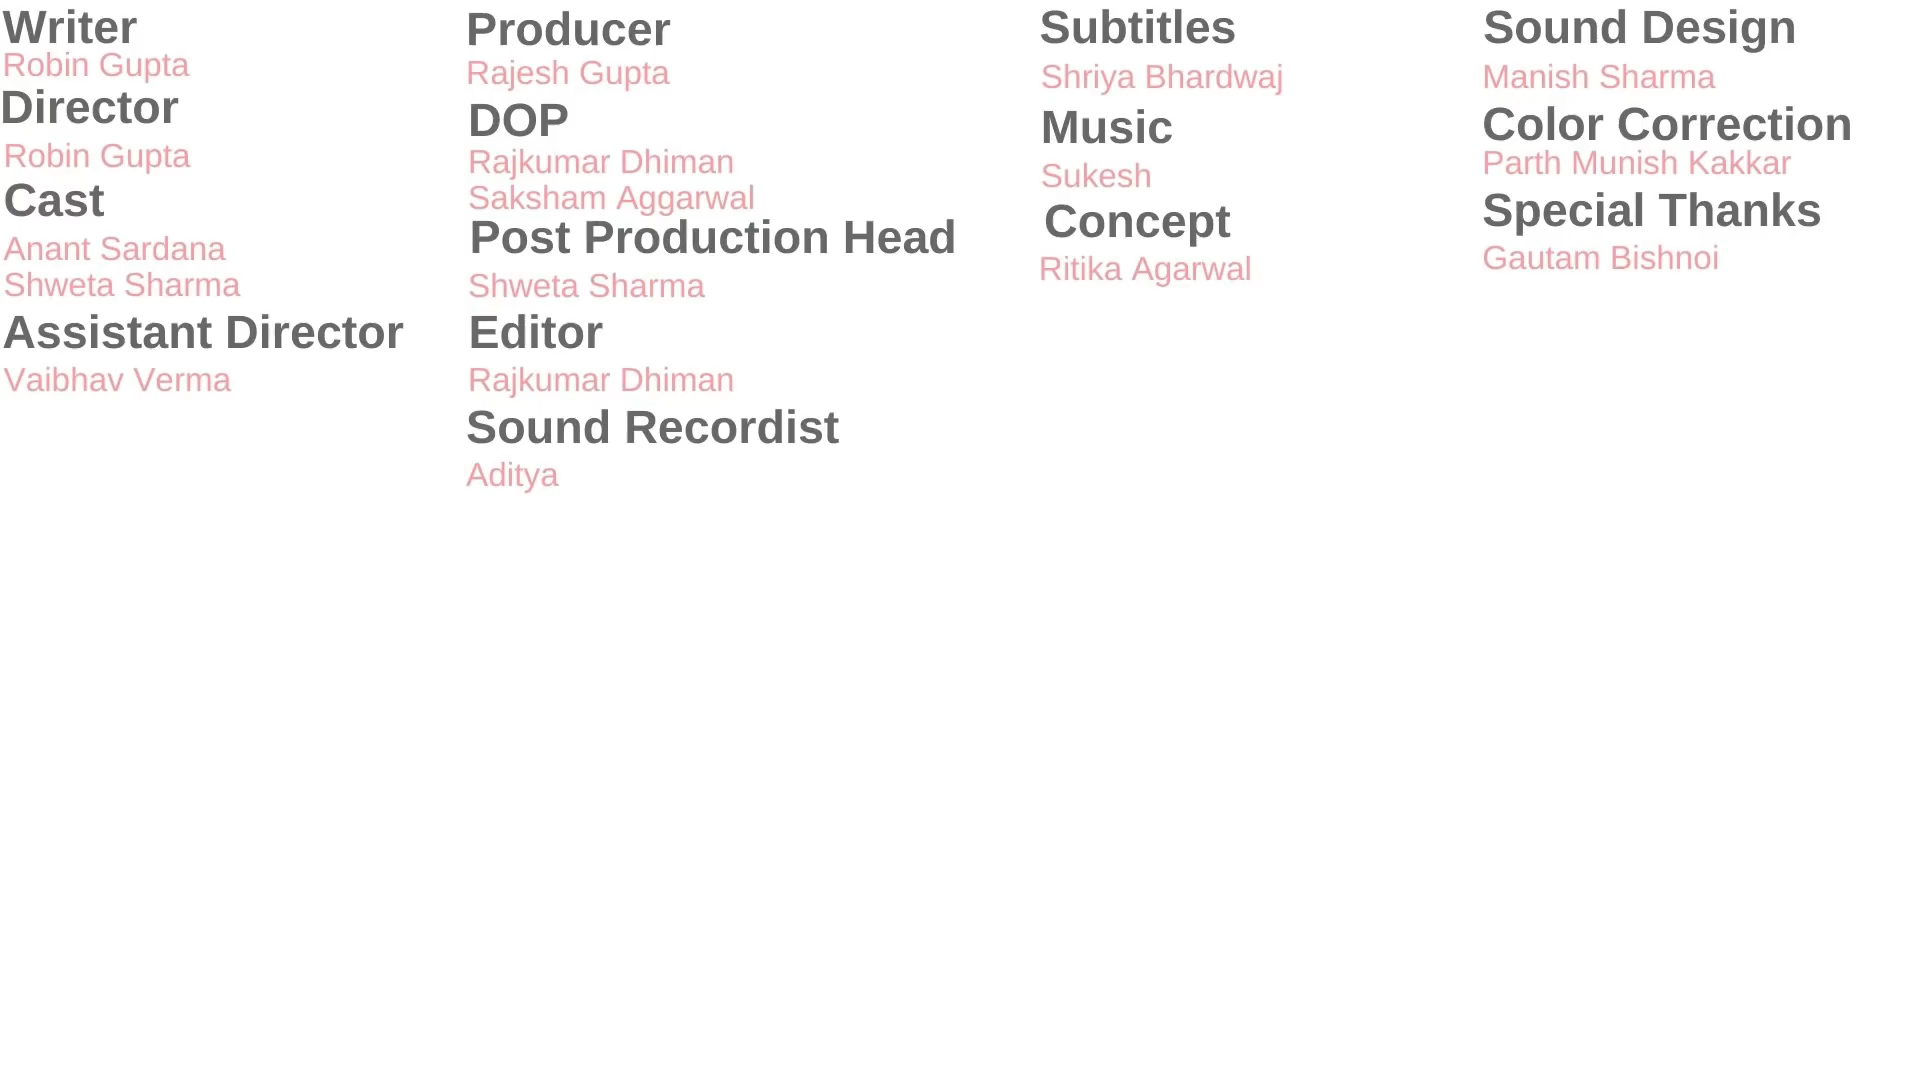 Writer
Robin Gupta
Director
Robin Gupta
Cast
Anant Sardana
Shweta Sharma
Assistant Director
Vaibhav Verma
Producer
Rajesh Gupta
DOP
Rajkumar Dhiman
Saksham Aggarwal
Post Production Head
Shweta Sharma
Editor
Rajkumar Dhiman
Sound Recordist
Aditya
Subtitles
Shriya Bhardwaj
Music
Sukesh
Concept
Ritika Agarwal
Sound Design
Manish Sharma
Color Correction
Parth Munish Kakkar
Special Thanks
Gautam Bishnoi